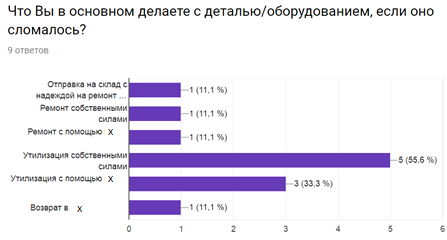 Что Вы в основном делаете с деталью/оборудованием, если оно
сломалось?
9 ответов
Отправка на склад с
надеждой на ремонт ...
1 (11,1 %)
Ремонт собственными
силами
1 (11,1 %)
Ремонт с помощью X
1 (11,1 %)
Утилизация собственными
силами
5 (55,6 %)
Утилизация с помощью X
3 (33,3 %)
Возврат в X
1 (11,1 %)
0 1 2 3 4 5 6